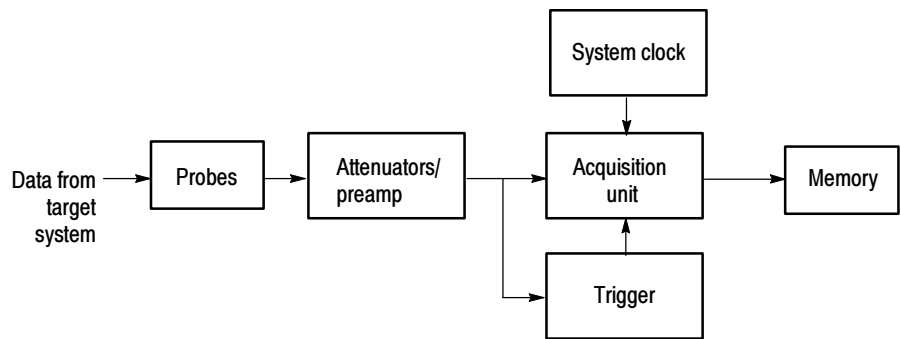 System clock
Data from
target
system
Probes
Attenuators/
preamp
Acquisition
unit
Memory
Trigger